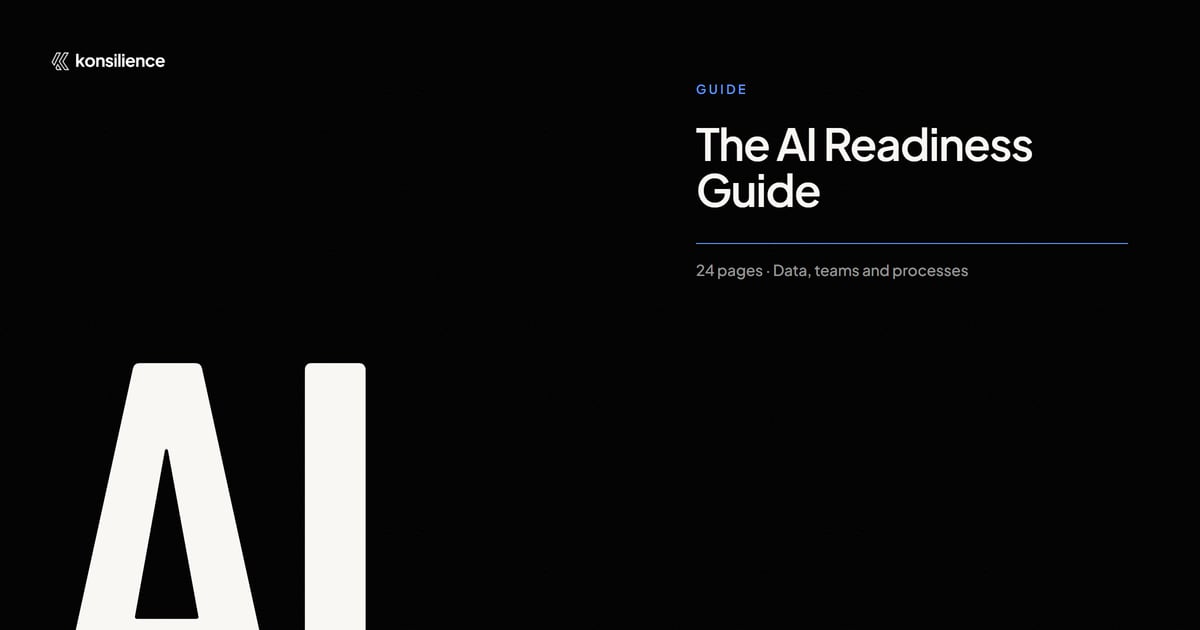 konsilience
GUIDE
The AI Readiness
Guide
24 pages · Data, teams and processes
AI